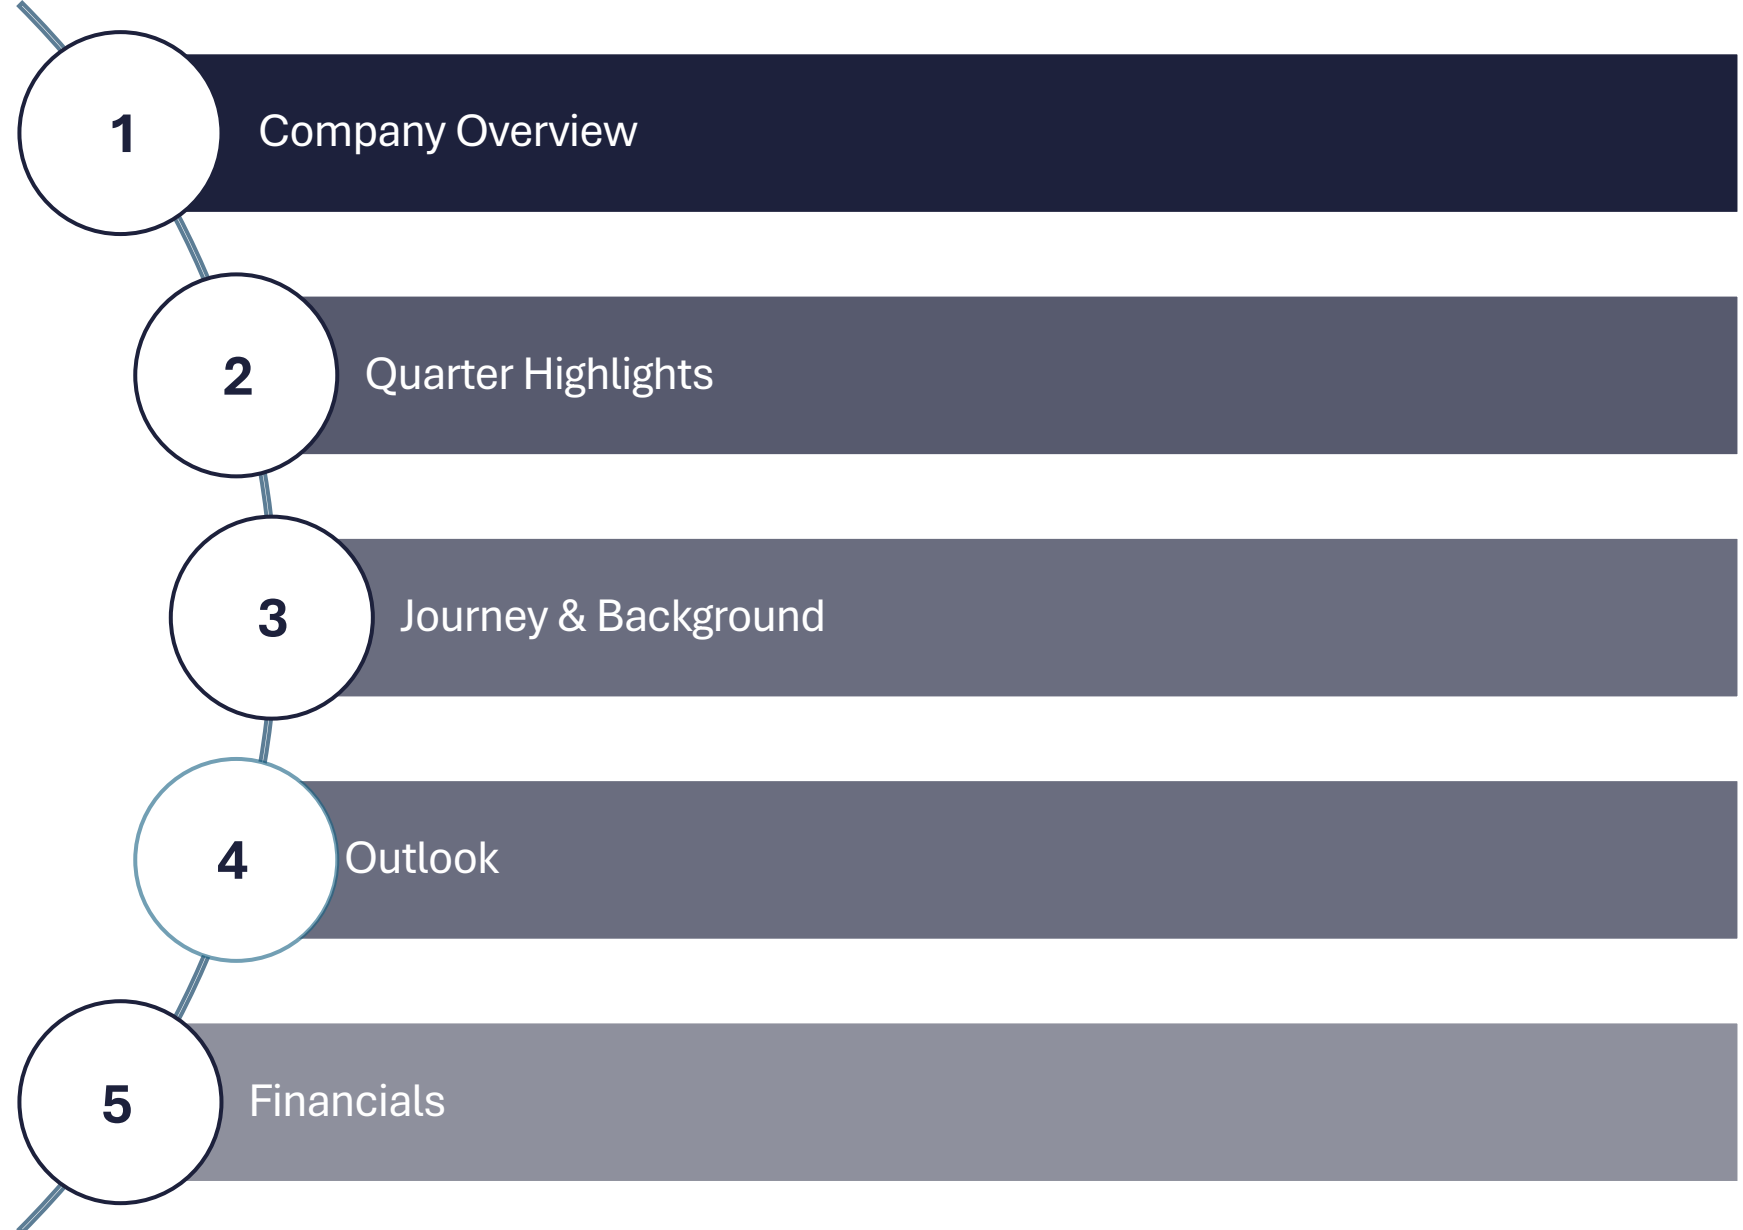 1 Company Overview
2 Quarter Highlights
3 Journey & Background
4 Outlook
5 Financials